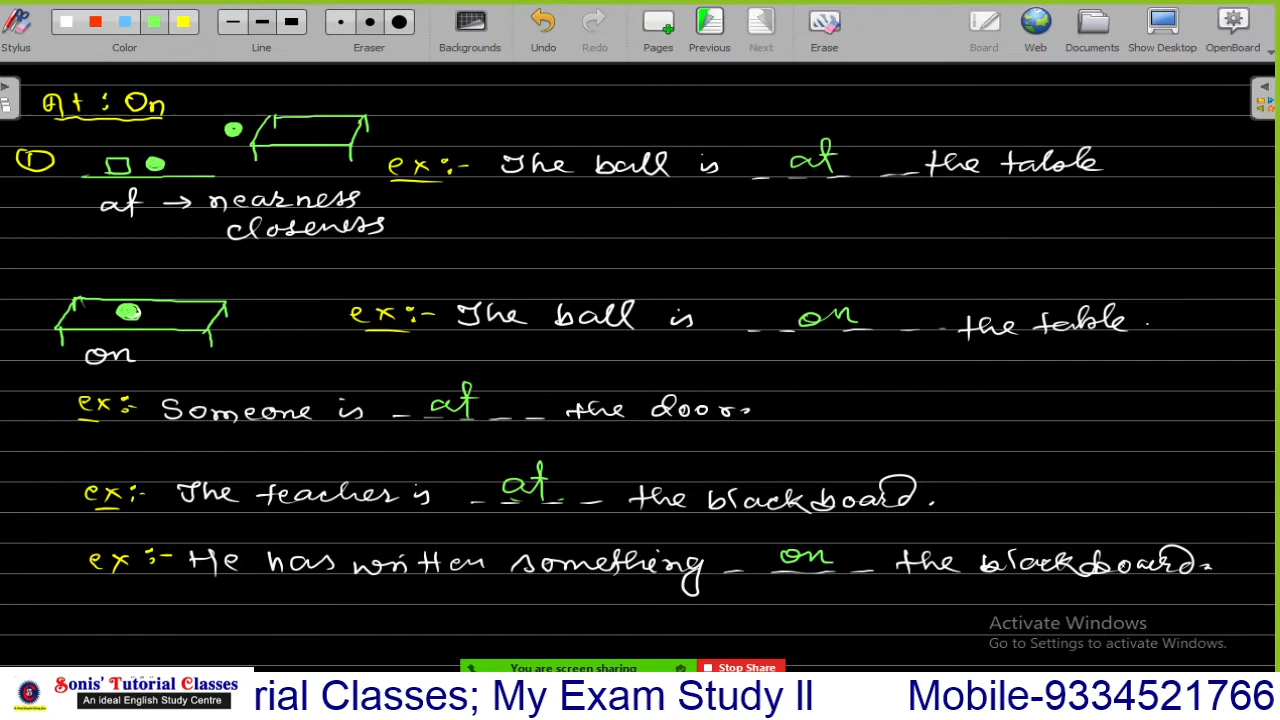 Stylus
Color
Line
Eraser
Backgrounds
Undo
Redo
Pages
Previous
Next
Erase
Board
Web
Documents
Show Desktop
OpenBoard
At : On
① ex:- The ball is _ at _ _ the table
at → nearness
closeness
ex:- The ball is _ _ on _ _ the table.
on
ex:- Someone is _ at _ _ the door.
ex:- The teacher is _ at _ _ the blackboard.
ex:- He has written something _ on _ the blackboard.
Activate Windows
Go to Settings to activate Windows.
You are screen sharing
Stop Share
Sonis' Tutorial Classes
An ideal English Study Centre
rial Classes; My Exam Study II Mobile-9334521766